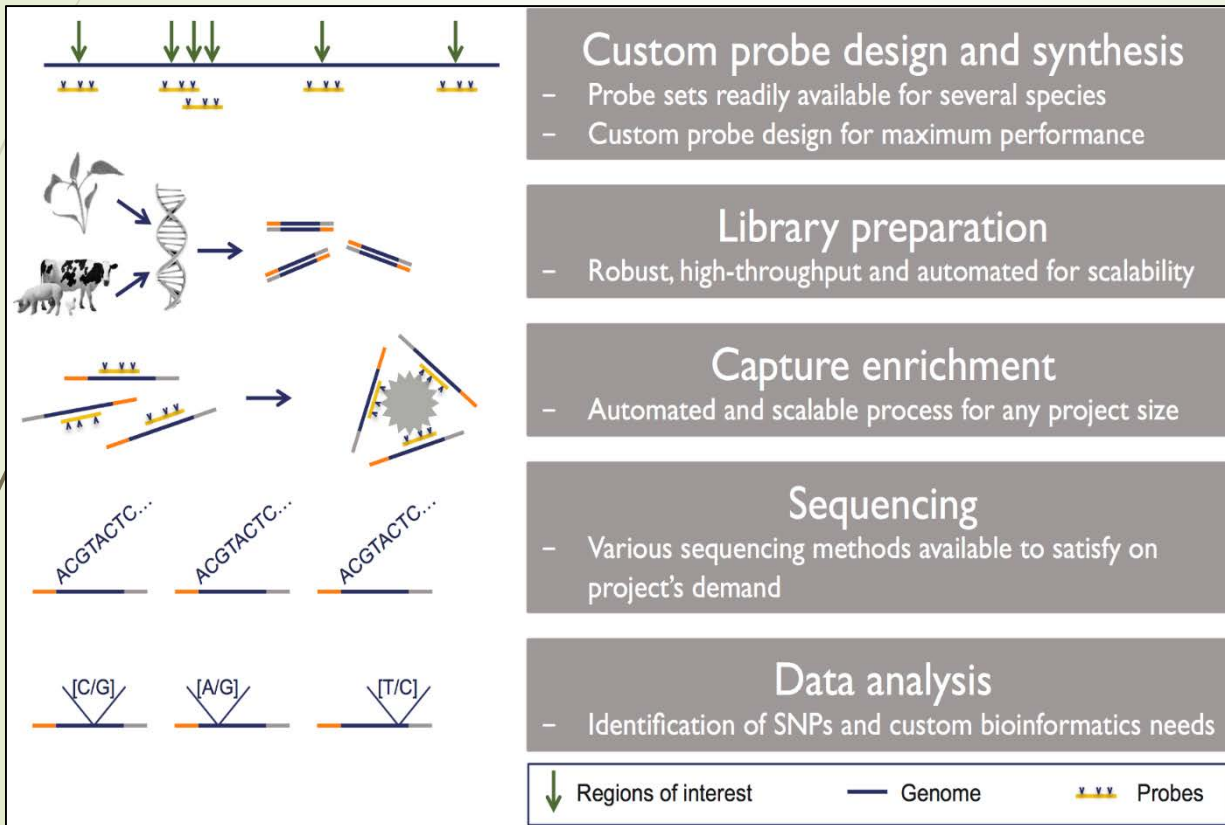 Custom probe design and synthesis
- Probe sets readily available for several species
- Custom probe design for maximum performance
Library preparation
- Robust, high-throughput and automated for scalability
Capture enrichment
- Automated and scalable process for any project size
ACGTACTC...
ACGTACTC...
ACGTACTC...
Sequencing
- Various sequencing methods available to satisfy on
project's demand
[C/G]
[A/G]
[T/C]
Data analysis
- Identification of SNPs and custom bioinformatics needs
Regions of interest
Genome
Probes